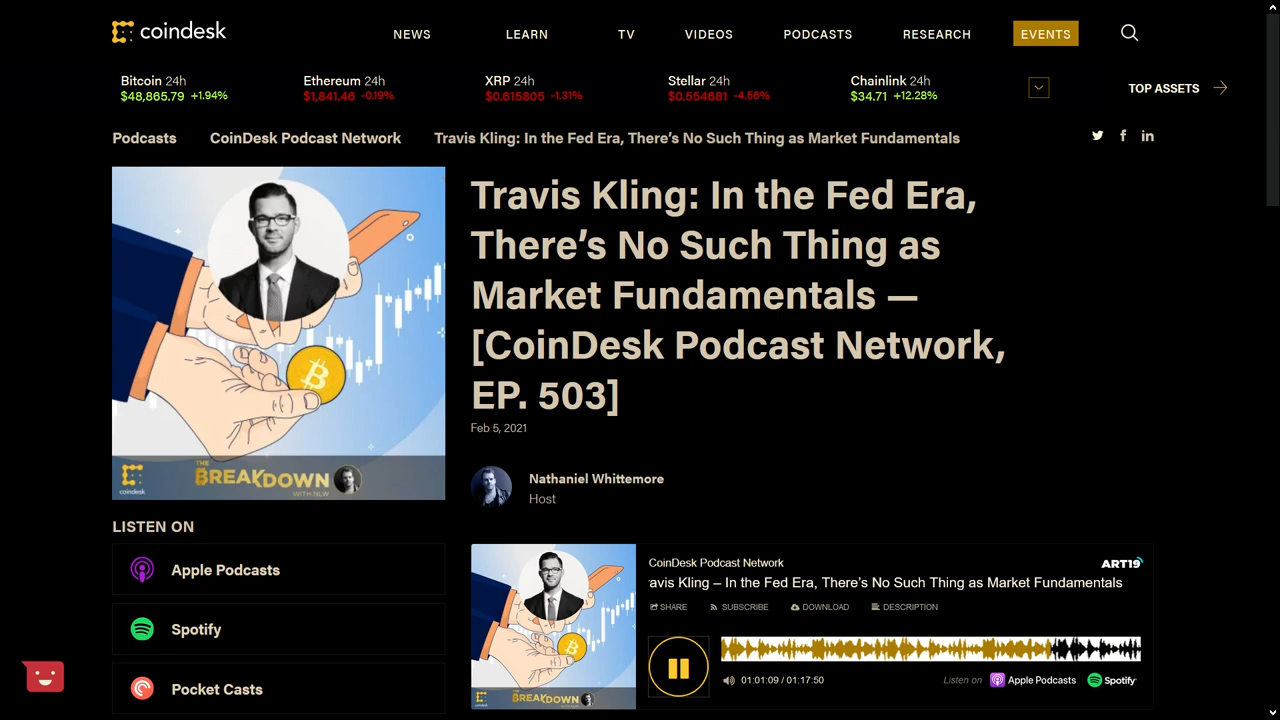 coindesk
NEWS LEARN TV VIDEOS PODCASTS RESEARCH EVENTS
Bitcoin 24h
$48,865.79 +1.94%
Ethereum 24h
$1,841.46 -0.19%
XRP 24h
$0.615805 -1.31%
Stellar 24h
$0.554681 -4.56%
Chainlink 24h
$34.71 +12.28%
TOP ASSETS
Podcasts CoinDesk Podcast Network Travis Kling: In the Fed Era, There’s No Such Thing as Market Fundamentals
Travis Kling: In the Fed Era,
There’s No Such Thing as
Market Fundamentals —
[CoinDesk Podcast Network,
EP. 503]
Feb 5, 2021
coindesk
THE
BREAKDOWN
WITH NLW
Nathaniel Whittemore
Host
LISTEN ON
Apple Podcasts
Spotify
Pocket Casts
CoinDesk Podcast Network
ART19
avis Kling – In the Fed Era, There’s No Such Thing as Market Fundamentals
SHARE SUBSCRIBE DOWNLOAD DESCRIPTION
01:01:09 / 01:17:50
Listen on Apple Podcasts Spotify
THE
BREAKDOWN